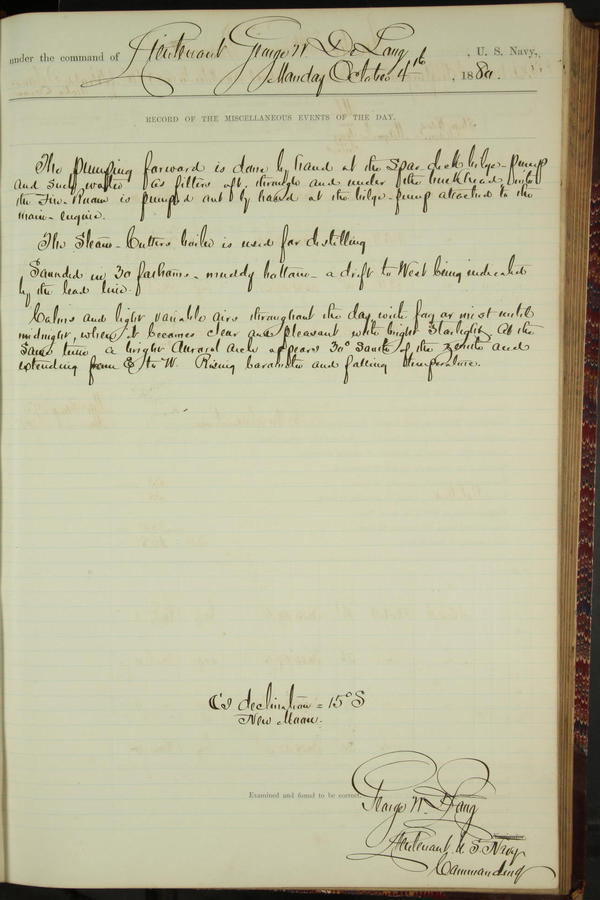 under the command of Lieutenant George W. De Long, U. S. Navy,
Monday October 4th, 1880.
RECORD OF THE MISCELLANEOUS EVENTS OF THE DAY.
The pumping forward is done by hand at the spar deck bilge-pump
and such water as filters aft, through and under the bulkhead into
the fire-room is pumped out by hand at the bilge-pump attached to the
main-engine.
The Steam-Cutters boiler is used for distilling
Sounded in 30 fathoms - muddy bottom - a drift to West being indicated
by the lead line.
Calms and light variable airs throughout the day with fog or mist until
midnight, when it becomes clear and pleasant with bright starlight. At the
same time a bright Auroral arch appears 30° South of the zenith and
extending from E to W. Rising barometer and falling temperature.
☾'s declination = 15° S
New Moon.
Examined and found to be correct.
George W. De Long
Lieutenant U. S. Navy
Commanding